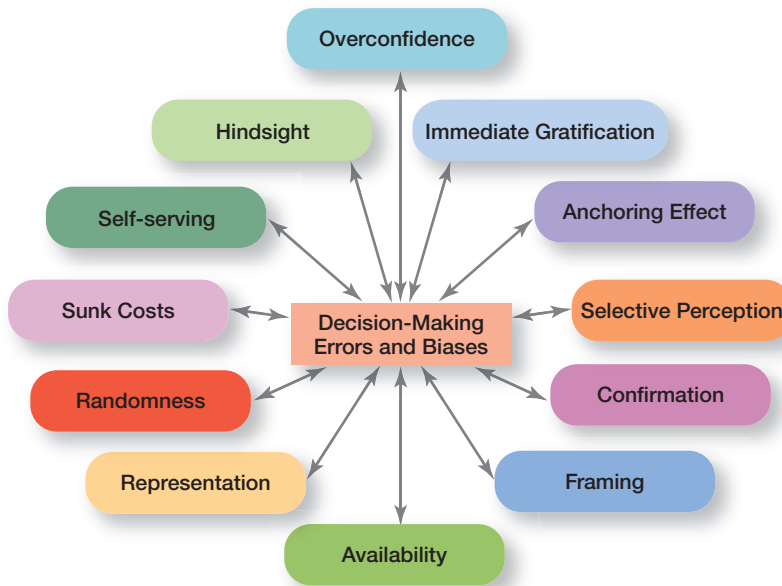 Overconfidence
Hindsight
Immediate Gratification
Self-serving
Anchoring Effect
Sunk Costs
Decision-Making
Errors and Biases
Selective Perception
Randomness
Confirmation
Representation
Framing
Availability